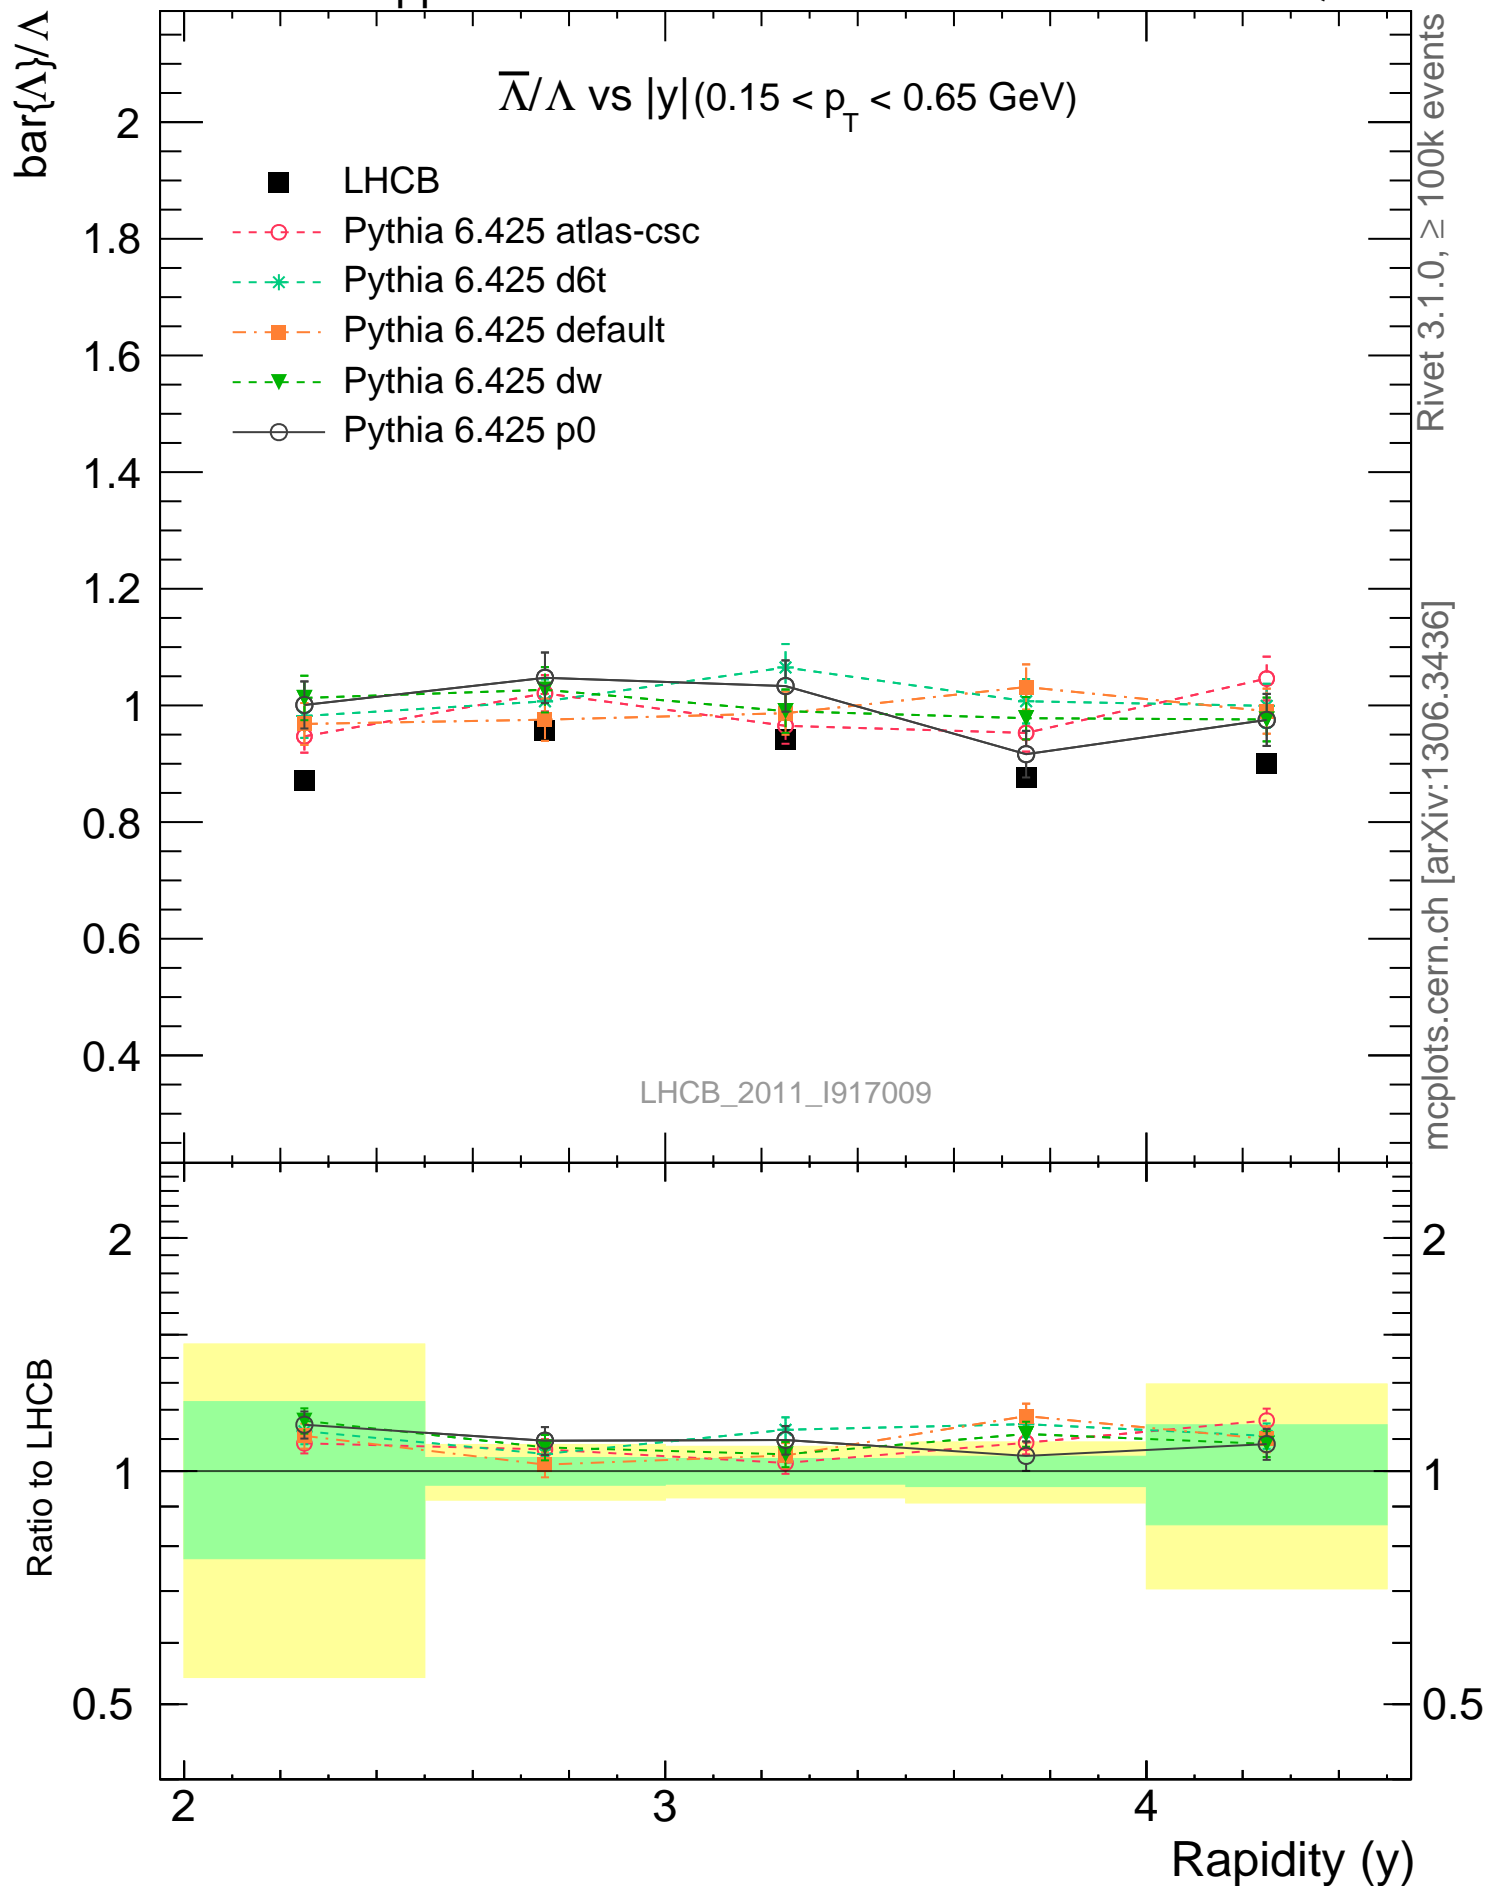 bar{Λ}/Λ
Λ̅/Λ vs |y| (0.15 < p_T < 0.65 GeV)
LHCB
Pythia 6.425 atlas-csc
Pythia 6.425 d6t
Pythia 6.425 default
Pythia 6.425 dw
Pythia 6.425 p0
2
1.8
1.6
1.4
1.2
1
0.8
0.6
0.4
LHCB_2011_I917009
Rivet 3.1.0, ≥ 100k events
mcplots.cern.ch [arXiv:1306.3436]
Ratio to LHCB
2
1
0.5
2
1
0.5
2
3
4
Rapidity (y)